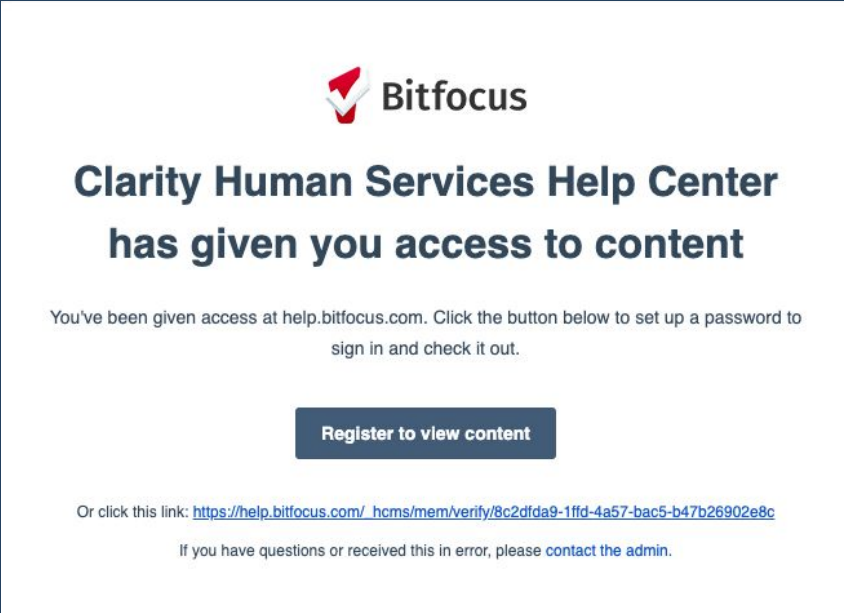 Bitfocus
Clarity Human Services Help Center
has given you access to content
You've been given access at help.bitfocus.com. Click the button below to set up a password to
sign in and check it out.
Register to view content
Or click this link: https://help.bitfocus.com/_hcms/mem/verify/8c2dfda9-1ffd-4a57-bac5-b47b26902e8c
If you have questions or received this in error, please contact the admin.